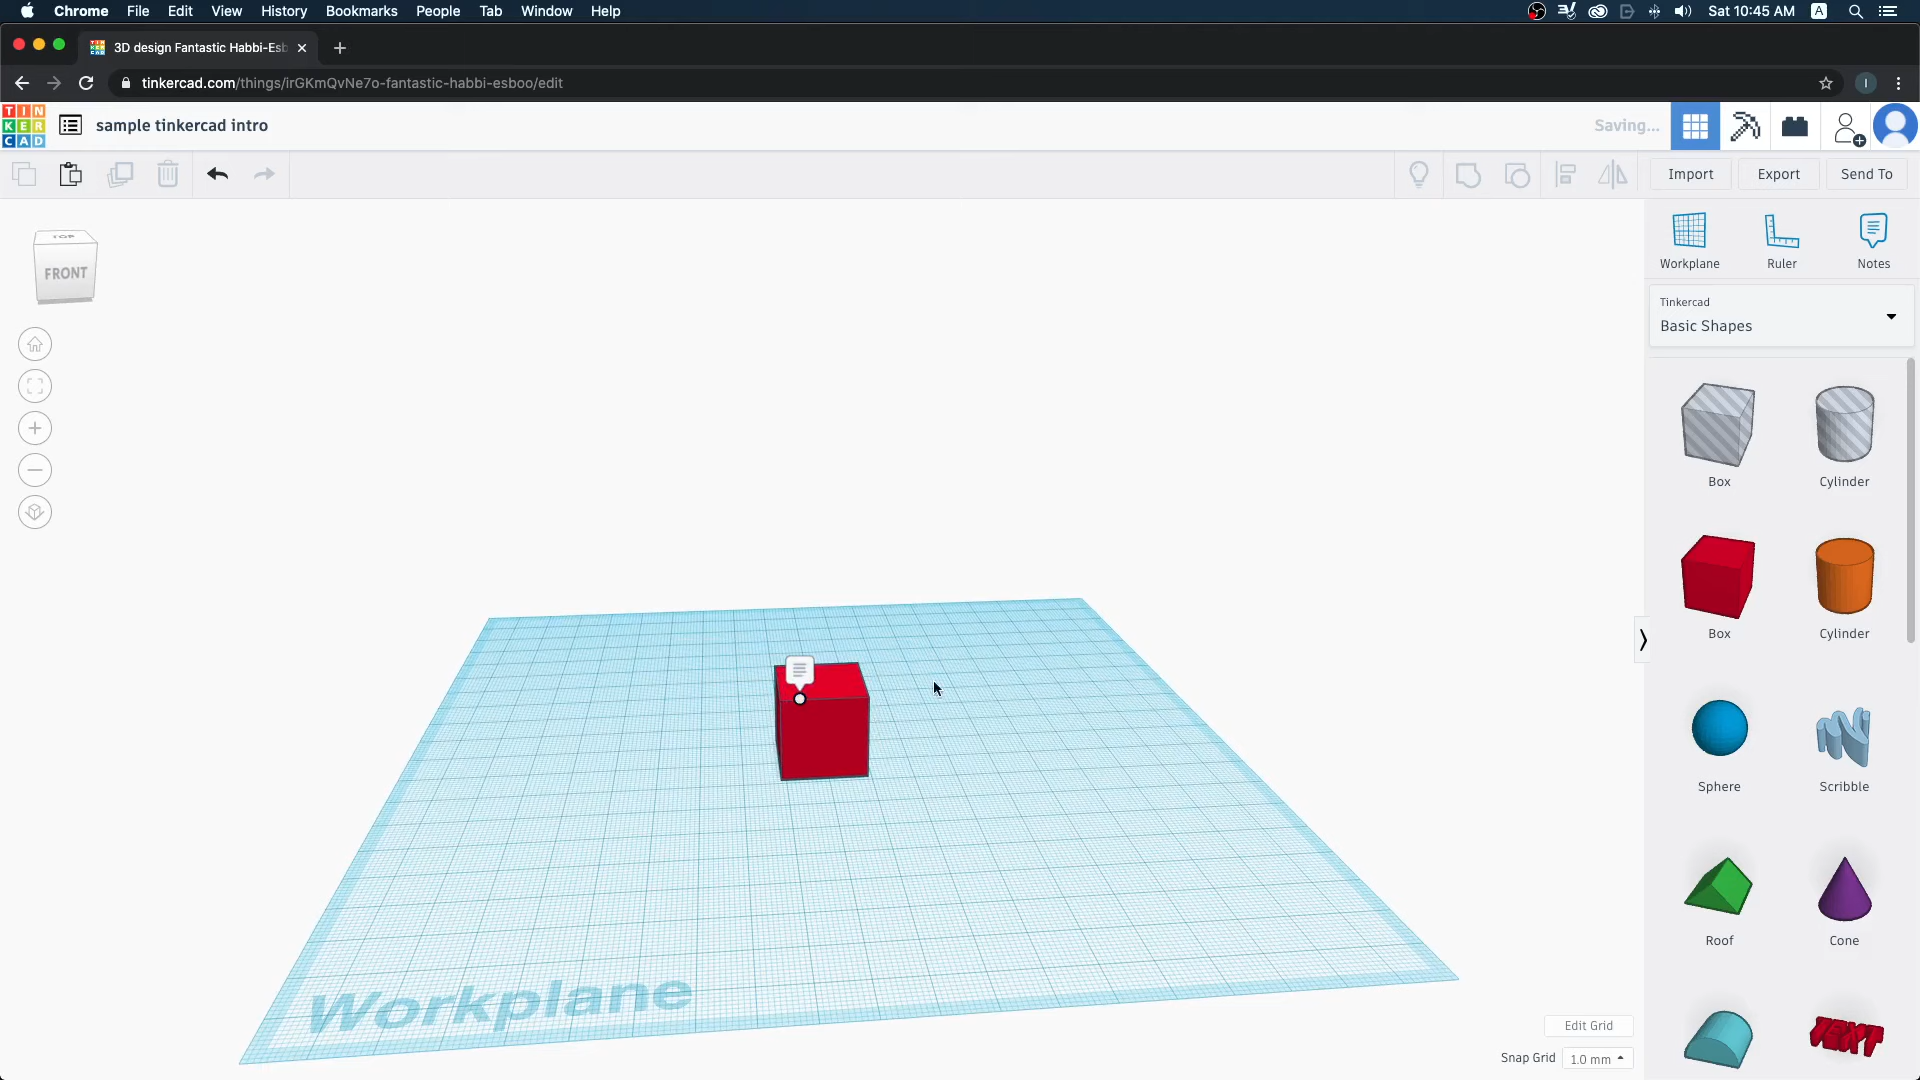 Chrome File Edit View History Bookmarks People Tab Window Help Sat 10:45 AM A
3D design Fantastic Habbi-Esb
tinkercad.com/things/irGKmQvNe7o-fantastic-habbi-esboo/edit I
TIN
KER
CAD
sample tinkercad intro Saving...
Import Export Send To
TOP
FRONT
Workplane Ruler Notes
Tinkercad
Basic Shapes
Box Cylinder
Box Cylinder
Sphere Scribble
Roof Cone
TEXT
Workplane
Edit Grid
Snap Grid 1.0 mm